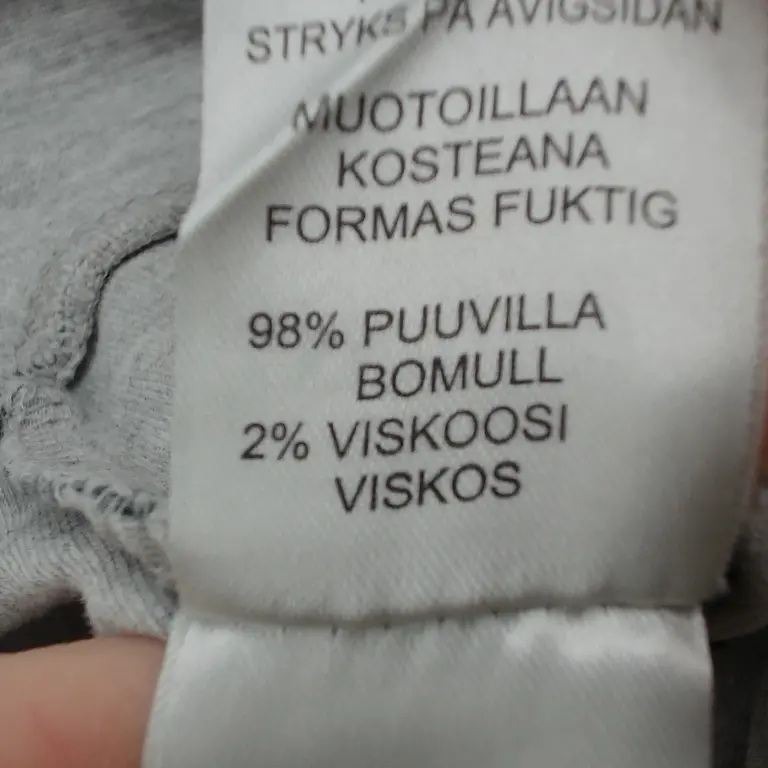 STRYKS PÅ AVIGSIDAN
MUOTOILLAAN
KOSTEANA
FORMAS FUKTIG
98% PUUVILLA
BOMULL
2% VISKOOSI
VISKOS